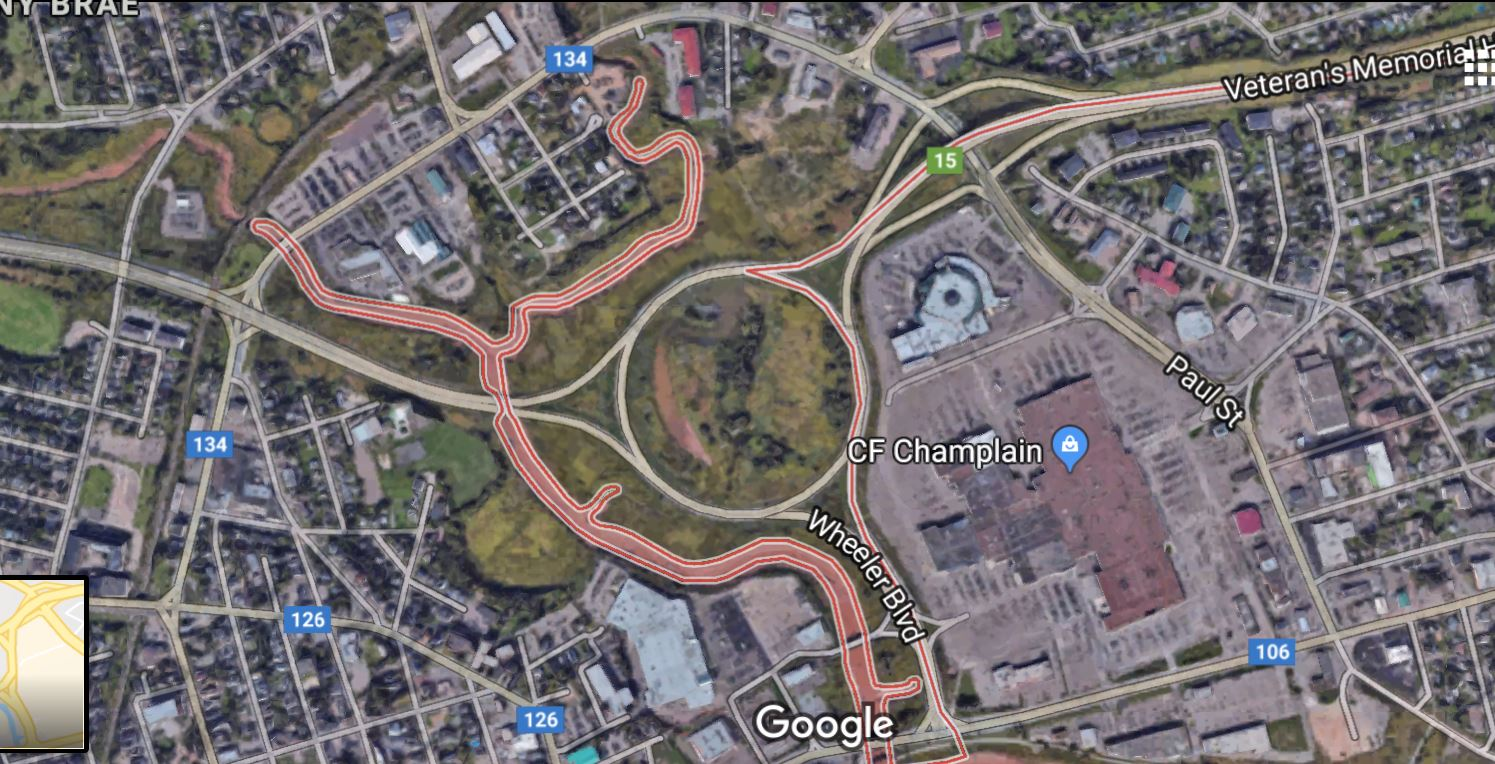 NY BRAE
134
Veteran's Memorial H
15
Paul St
134
CF Champlain
Wheeler Blvd
126
106
126
Google